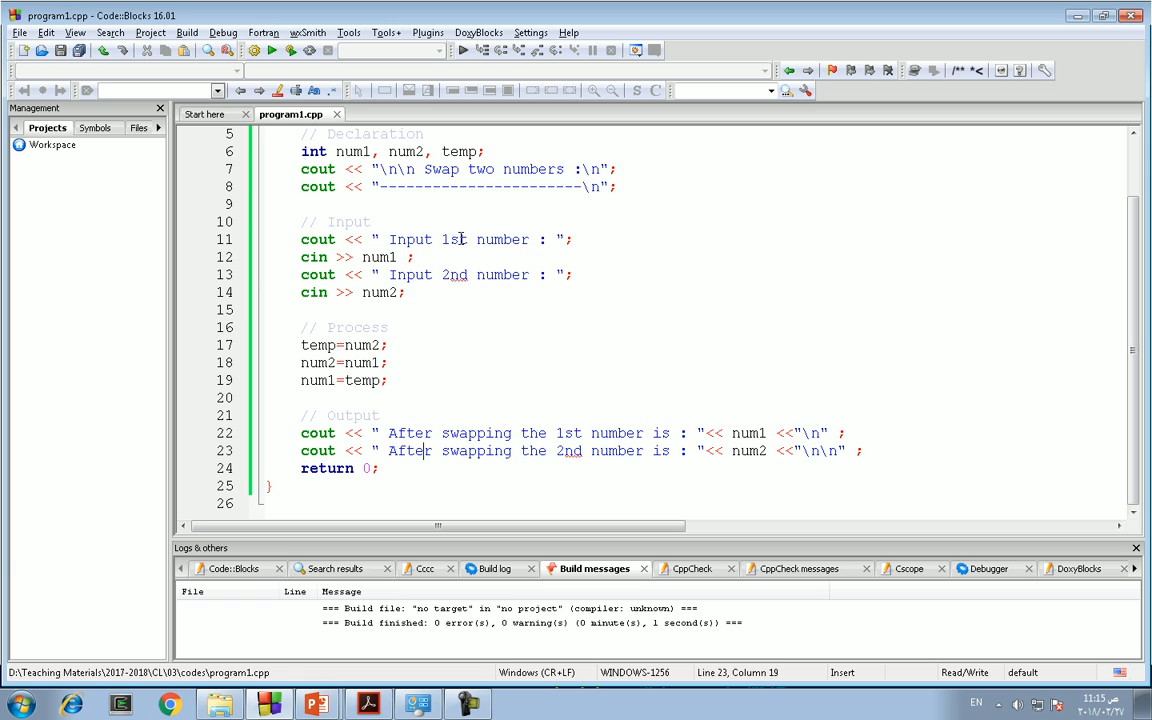 program1.cpp - Code::Blocks 16.01
File Edit View Search Project Build Debug Fortran wxSmith Tools Tools+ Plugins DoxyBlocks Settings Help
/** *<
S C
Management
Projects Symbols Files
Workspace
Start here program1.cpp
5 // Declaration
6 int num1, num2, temp;
7 cout << "\n\n Swap two numbers :\n";
8 cout << "-----------------------\n";
9
10 // Input
11 cout << " Input 1st number : ";
12 cin >> num1 ;
13 cout << " Input 2nd number : ";
14 cin >> num2;
15
16 // Process
17 temp=num2;
18 num2=num1;
19 num1=temp;
20
21 // Output
22 cout << " After swapping the 1st number is : "<< num1 <<"\n" ;
23 cout << " After swapping the 2nd number is : "<< num2 <<"\n\n" ;
24 return 0;
25 }
26
Logs & others
Code::Blocks Search results Cccc Build log Build messages CppCheck CppCheck messages Cscope Debugger DoxyBlocks
File Line Message
=== Build file: "no target" in "no project" (compiler: unknown) ===
=== Build finished: 0 error(s), 0 warning(s) (0 minute(s), 1 second(s)) ===
D:\Teaching Materials\2017-2018\CL\03\codes\program1.cpp Windows (CR+LF) WINDOWS-1256 Line 23, Column 19 Insert Read/Write default
EN
11:15 ص
٢٠١٨/٠٢/٢٧